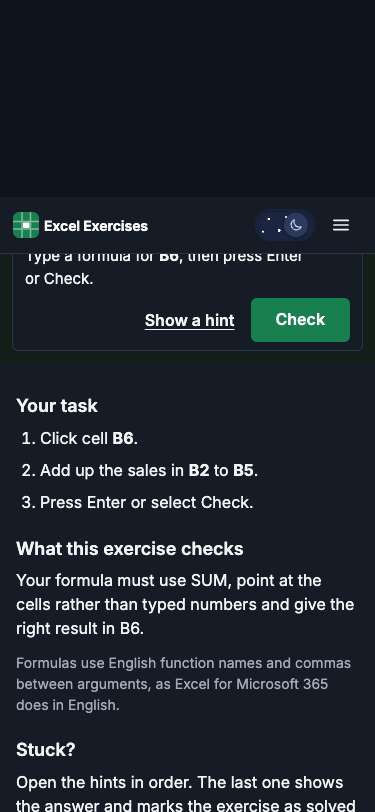 Excel Exercises
Type a formula for B6, then press Enter
or Check.
Show a hint
Check
Your task
1. Click cell B6.
2. Add up the sales in B2 to B5.
3. Press Enter or select Check.
What this exercise checks
Your formula must use SUM, point at the
cells rather than typed numbers and give the
right result in B6.
Formulas use English function names and commas
between arguments, as Excel for Microsoft 365
does in English.
Stuck?
Open the hints in order. The last one shows
the answer and marks the exercise as solved